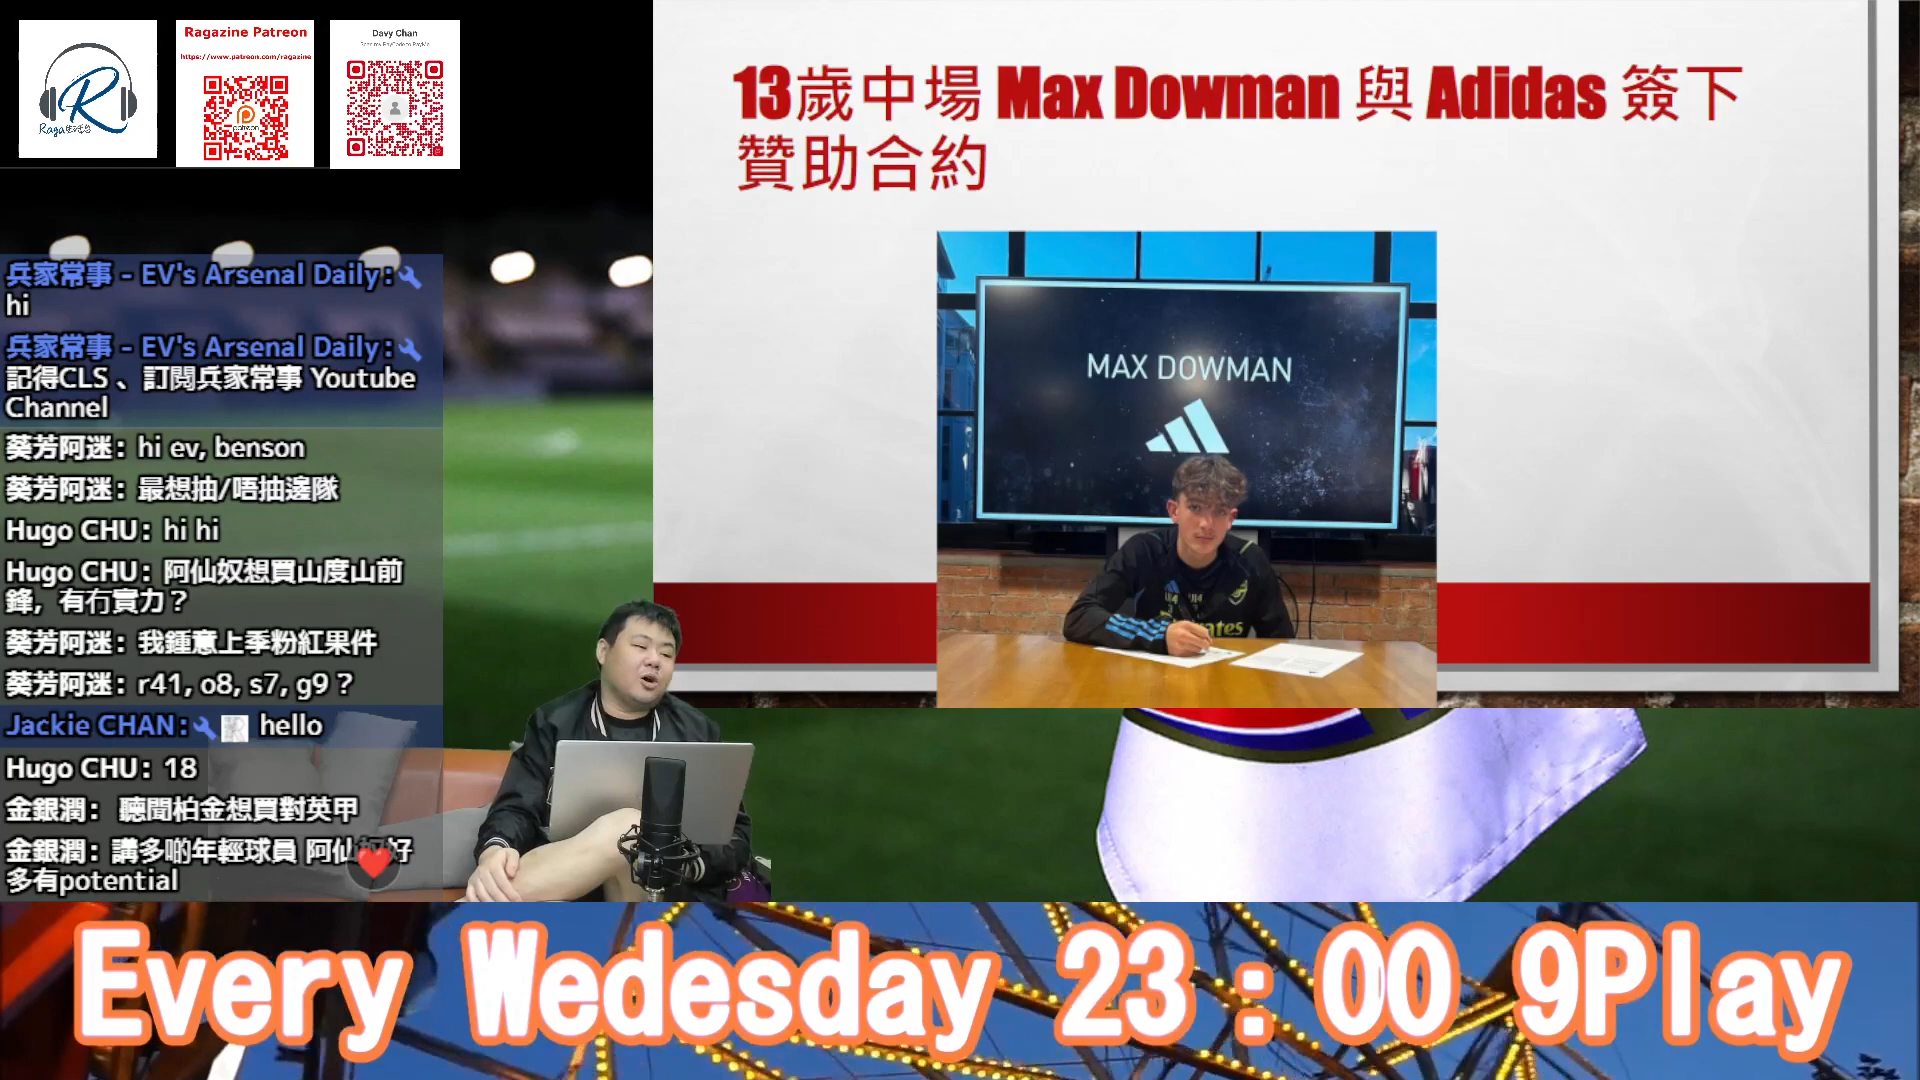 Ragazine Patreon
https://www.patreon.com/ragazine
patreon
Davy Chan
R
13歲中場 Max Dowman 與 Adidas 簽下
贊助合約
MAX DOWMAN
兵家常事 - EV's Arsenal Daily:
hi
兵家常事 - EV's Arsenal Daily:
記得CLS 、訂閱兵家常事 Youtube
Channel
葵芳阿迷: hi ev, benson
葵芳阿迷: 最想抽/唔抽邊隊
Hugo CHU: hi hi
Hugo CHU: 阿仙奴想買山度山前
鋒, 有冇實力？
葵芳阿迷: 我鍾意上季粉紅果件
葵芳阿迷: r41, o8, s7, g9 ?
Jackie CHAN: hello
Hugo CHU: 18
金銀潤: 聽聞柏金想買對英甲
金銀潤: 講多啲年輕球員 阿仙奴好
多有potential
Every Wedesday 23：00 9Play